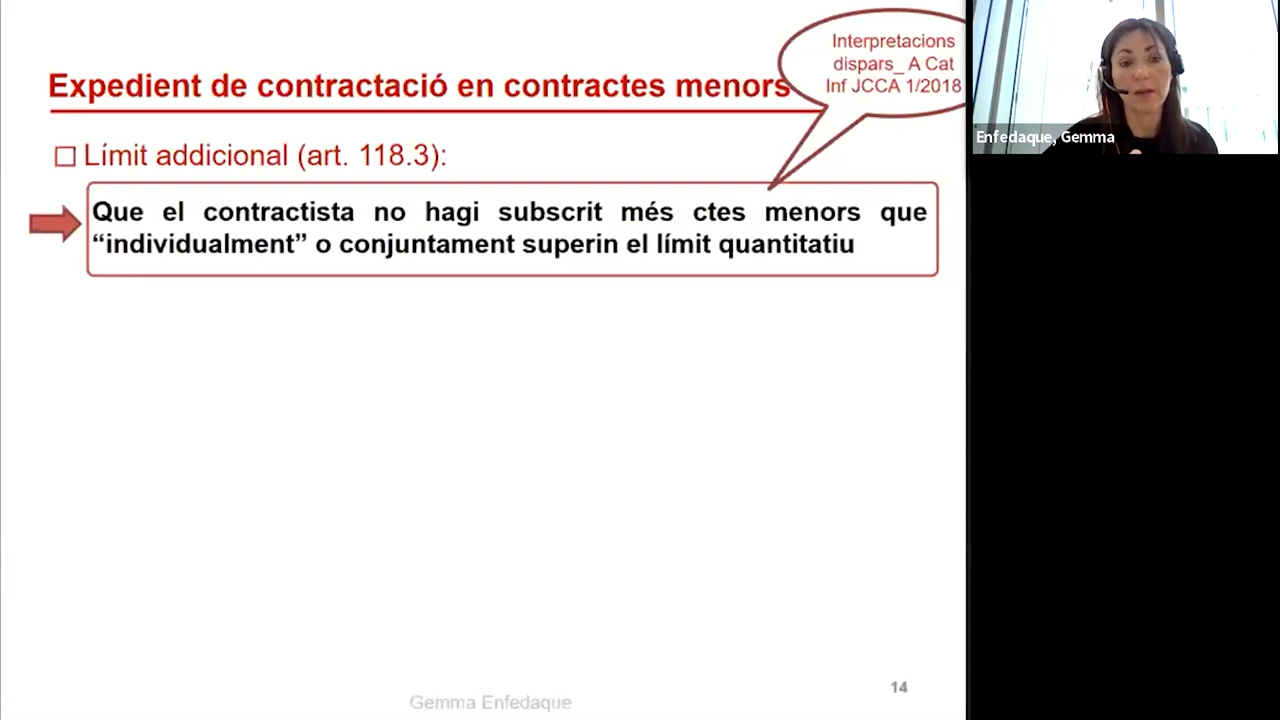 Interpretacions
dispars_ A Cat
Inf JCCA 1/2018
Expedient de contractació en contractes menors
Límit addicional (art. 118.3):
Que el contractista no hagi subscrit més ctes menors que
“individualment” o conjuntament superin el límit quantitatiu
Gemma Enfedaque
14
Enfedaque, Gemma